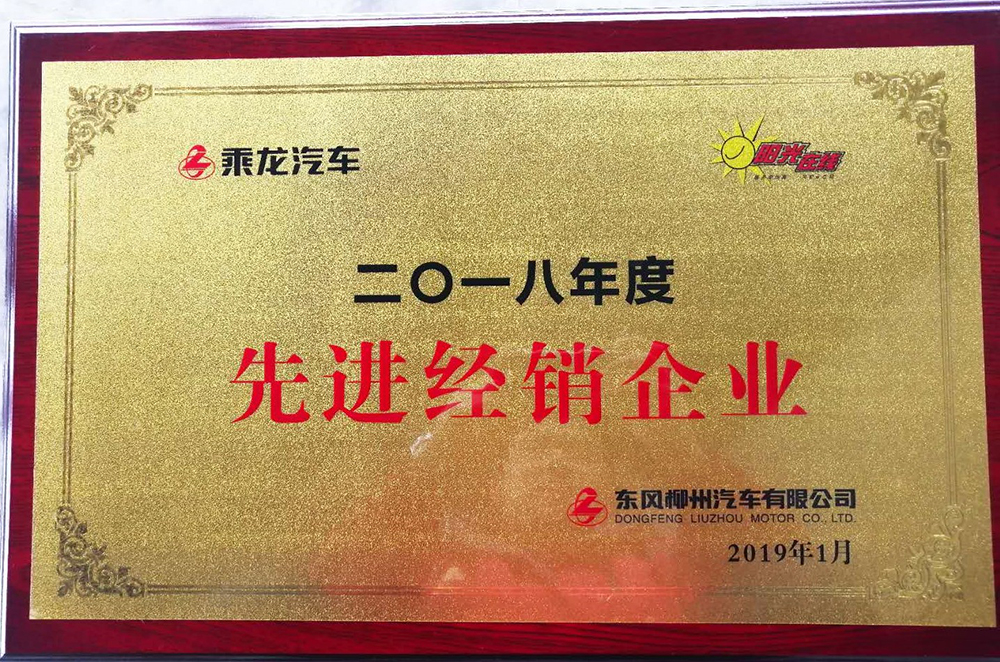 乘龙汽车
阳光在线
二〇一八年度
先进经销企业
东风柳州汽车有限公司
DONGFENG LIUZHOU MOTOR CO., LTD.
2019年1月